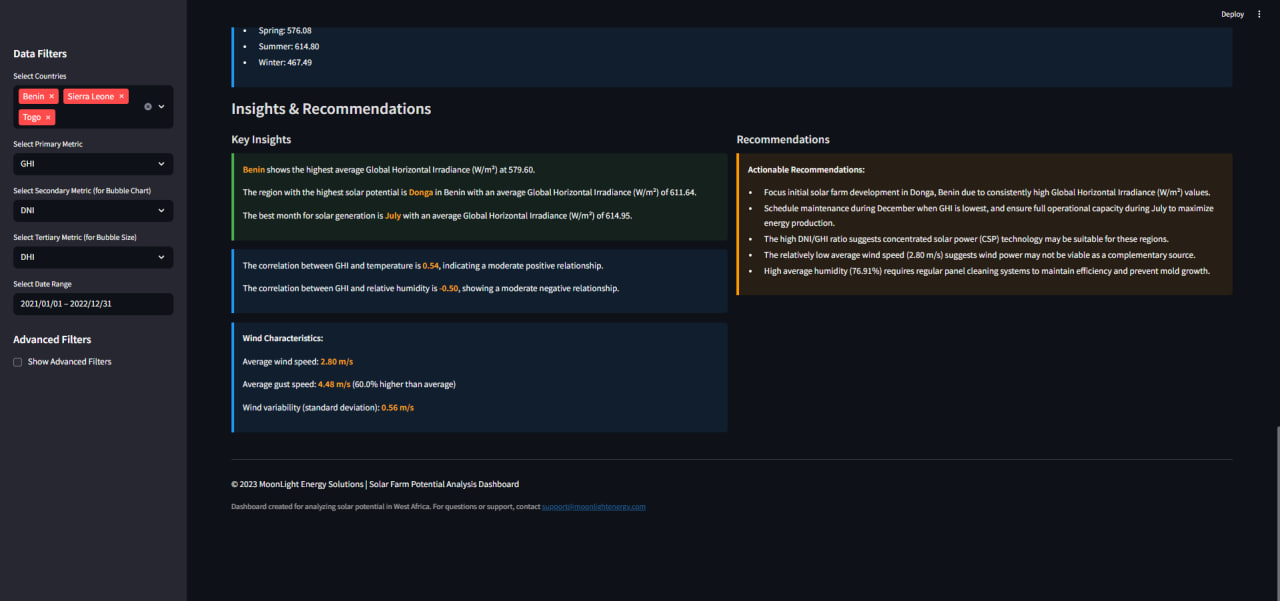 Deploy
Data Filters
Select Countries
Benin ×
Sierra Leone ×
Togo ×
Select Primary Metric
GHI
Select Secondary Metric (for Bubble Chart)
DNI
Select Tertiary Metric (for Bubble Size)
DHI
Select Date Range
2021/01/01 – 2022/12/31
Advanced Filters
Show Advanced Filters
• Spring: 576.08
• Summer: 614.80
• Winter: 467.49
Insights & Recommendations
Key Insights
Benin shows the highest average Global Horizontal Irradiance (W/m²) at 579.60.
The region with the highest solar potential is Donga in Benin with an average Global Horizontal Irradiance (W/m²) of 611.64.
The best month for solar generation is July with an average Global Horizontal Irradiance (W/m²) of 614.95.
The correlation between GHI and temperature is 0.54, indicating a moderate positive relationship.
The correlation between GHI and relative humidity is -0.50, showing a moderate negative relationship.
Wind Characteristics:
Average wind speed: 2.80 m/s
Average gust speed: 4.48 m/s (60.0% higher than average)
Wind variability (standard deviation): 0.56 m/s
Recommendations
Actionable Recommendations:
• Focus initial solar farm development in Donga, Benin due to consistently high Global Horizontal Irradiance (W/m²) values.
• Schedule maintenance during December when GHI is lowest, and ensure full operational capacity during July to maximize
energy production.
• The high DNI/GHI ratio suggests concentrated solar power (CSP) technology may be suitable for these regions.
• The relatively low average wind speed (2.80 m/s) suggests wind power may not be viable as a complementary source.
• High average humidity (76.91%) requires regular panel cleaning systems to maintain efficiency and prevent mold growth.
© 2023 MoonLight Energy Solutions | Solar Farm Potential Analysis Dashboard
Dashboard created for analyzing solar potential in West Africa. For questions or support, contact support@moonlightenergy.com